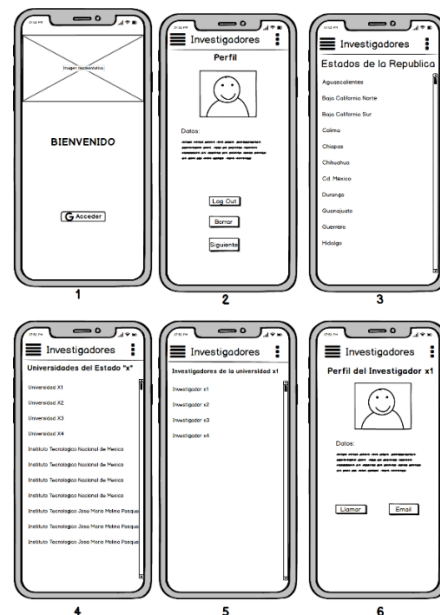 Imagen representativa
BIENVENIDO
G Acceder
1
Investigadores
Perfil
Datos:
Log Out
Borrar
Siguiente
2
Investigadores
Estados de la Republica
Aguascalientes
Baja California Norte
Baja California Sur
Colima
Chiapas
Chihuahua
Cd. México
Durango
Guanajuato
Guerrero
Hidalgo
3
Investigadores
Universidades del Estado "x"
Universidad X1
Universidad X2
Universidad X3
Universidad X4
Instituto Tecnologico Nacional de Mexico
Instituto Tecnologico Nacional de Mexico
Instituto Tecnologico Nacional de Mexico
Instituto Tecnologico Nacional de Mexico
Instituto Tecnologico Jose Mario Molina Pasque
Instituto Tecnologico Jose Mario Molina Pasque
Instituto Tecnologico Jose Mario Molina Pasque
4
Investigadores
Investigadores de la universidad x1
Investigador x1
Investigador x2
Investigador x3
Investigador x4
5
Investigadores
Perfil del Investigador x1
Datos:
Llamar
Email
6